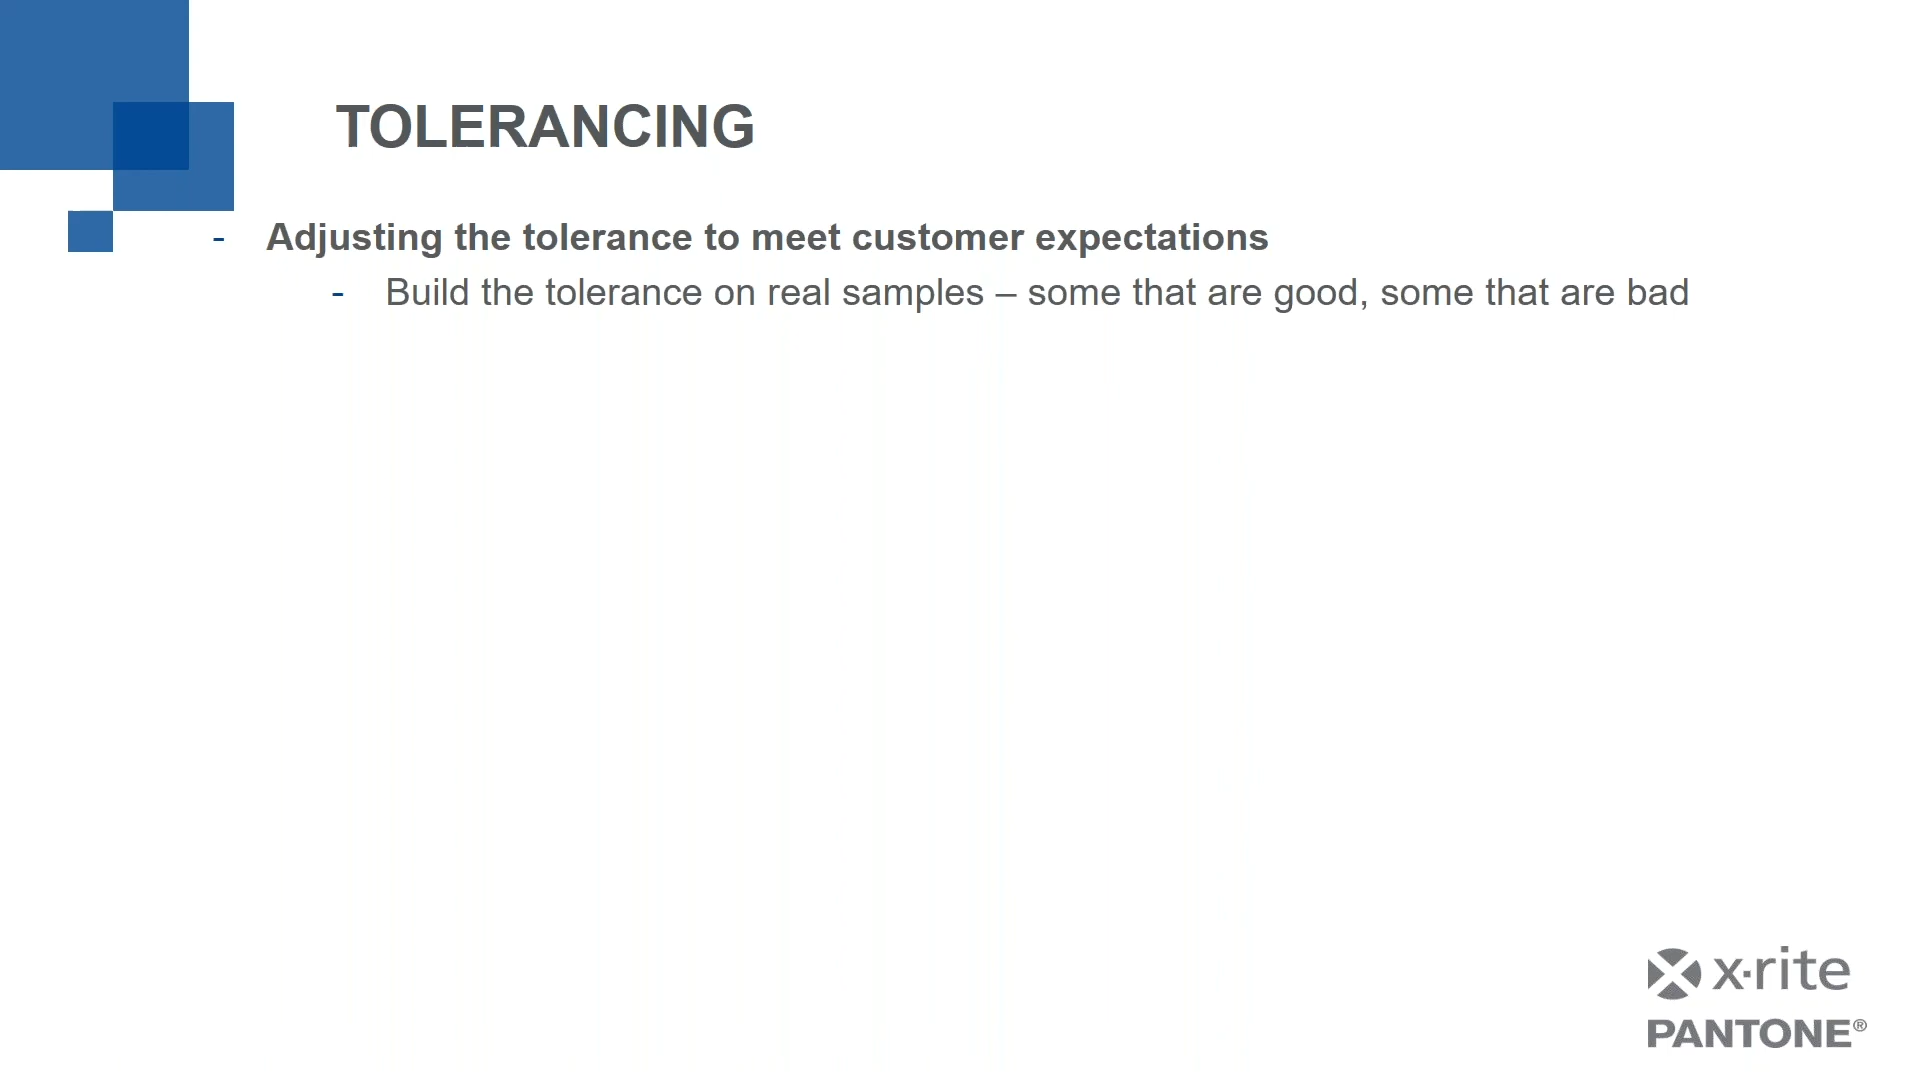 TOLERANCING
- Adjusting the tolerance to meet customer expectations
- Build the tolerance on real samples – some that are good, some that are bad
x·rite
PANTONE®